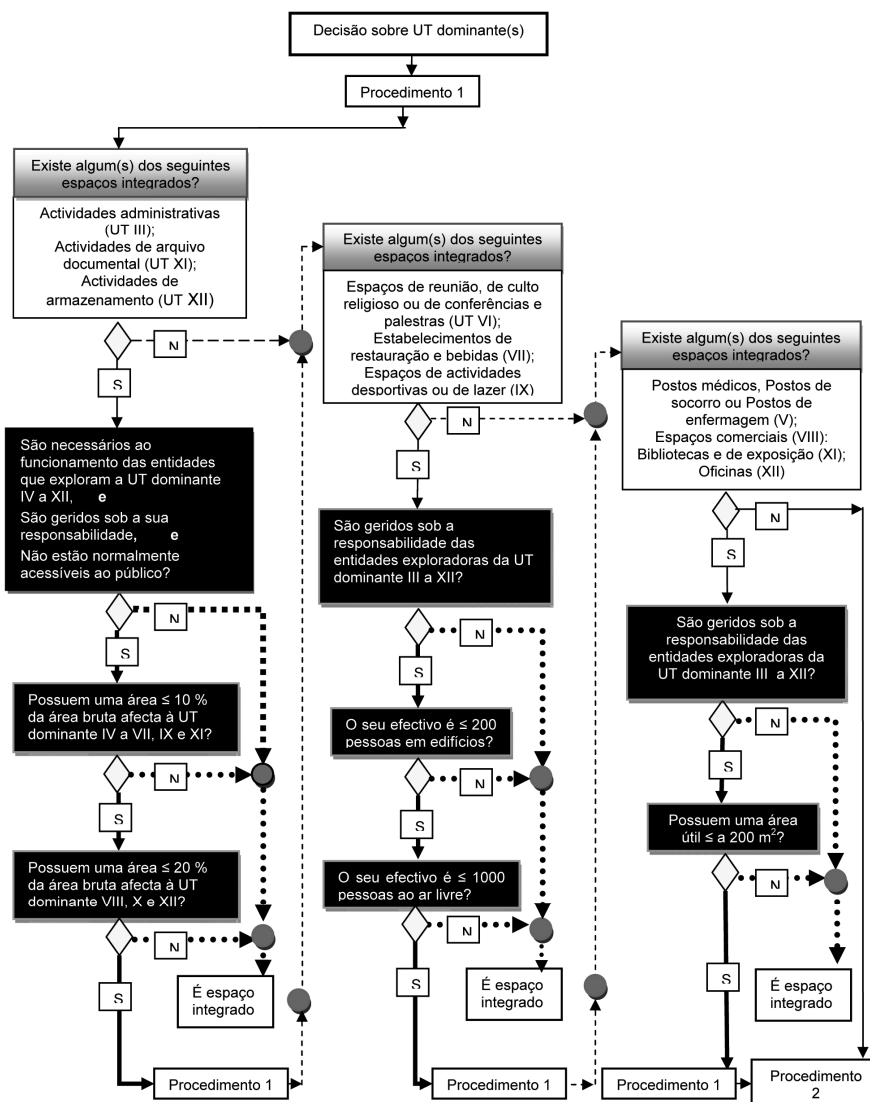 Decisão sobre UT dominante(s)
Procedimento 1
Existe algum(s) dos seguintes
espaços integrados?
Actividades administrativas
(UT III);
Actividades de arquivo
documental (UT XI);
Actividades de
armazenamento (UT XII)
N
S
São necessários ao
funcionamento das entidades
que exploram a UT dominante
IV a XII, e
São geridos sob a sua
responsabilidade, e
Não estão normalmente
acessíveis ao público?
N
S
Possuem uma área ≤ 10 %
da área bruta afecta à UT
dominante IV a VII, IX e XI?
N
S
Possuem uma área ≤ 20 %
da área bruta afecta à UT
dominante VIII, X e XII?
N
S
É espaço
integrado
Procedimento 1
Existe algum(s) dos seguintes
espaços integrados?
Espaços de reunião, de culto
religioso ou de conferências e
palestras (UT VI);
Estabelecimentos de
restauração e bebidas (VII);
Espaços de actividades
desportivas ou de lazer (IX)
N
S
São geridos sob a
responsabilidade das
entidades exploradoras da UT
dominante III a XII?
N
S
O seu efectivo é ≤ 200
pessoas em edifícios?
N
S
O seu efectivo é ≤ 1000
pessoas ao ar livre?
N
S
É espaço
integrado
Procedimento 1
Existe algum(s) dos seguintes
espaços integrados?
Postos médicos, Postos de
socorro ou Postos de
enfermagem (V);
Espaços comerciais (VIII):
Bibliotecas e de exposição (XI);
Oficinas (XII)
N
S
São geridos sob a
responsabilidade das
entidades exploradoras da
UT dominante III a XII?
N
S
Possuem uma área
útil ≤ a 200 m²?
N
S
É espaço
integrado
Procedimento 1
Procedimento
2